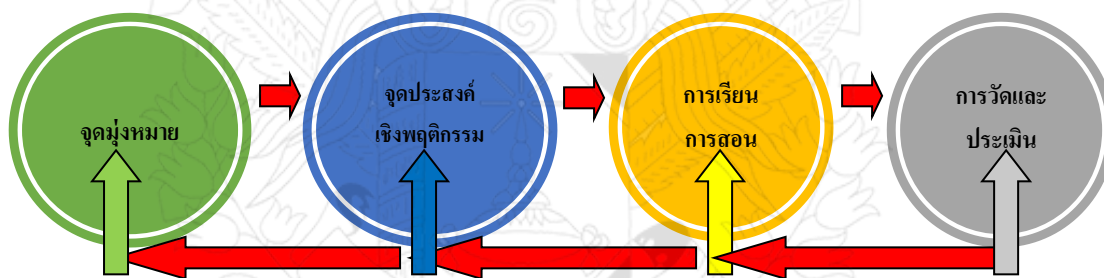 จุดมุ่งหมาย
จุดประสงค์
เชิงพฤติกรรม
การเรียน
การสอน
การวัดและ
ประเมิน